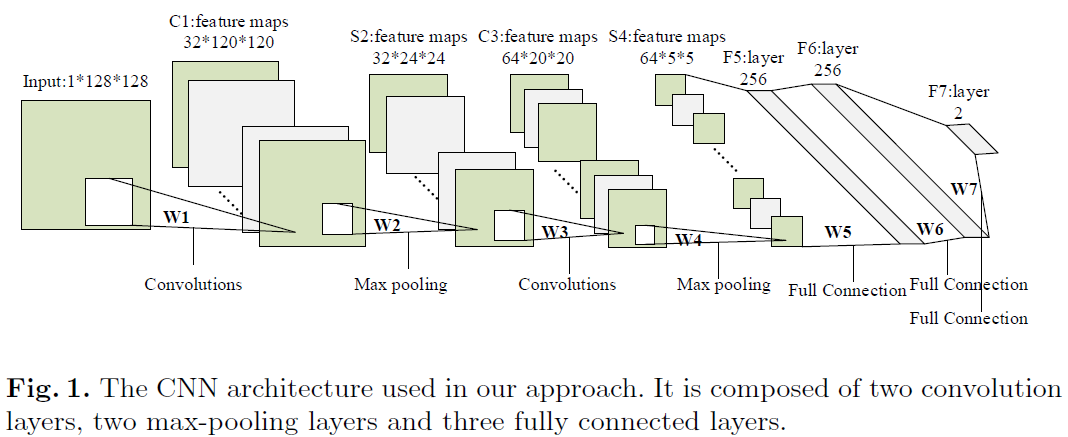 C1:feature maps
32*120*120
S2:feature maps
32*24*24
C3:feature maps
64*20*20
S4:feature maps
64*5*5
F5:layer
256
F6:layer
256
F7:layer
2
Input:1*128*128
W1
W2
W3
W4
W5
W6
W7
Convolutions
Max pooling
Convolutions
Max pooling
Full Connection
Full Connection
Full Connection
Fig. 1. The CNN architecture used in our approach. It is composed of two convolution
layers, two max-pooling layers and three fully connected layers.